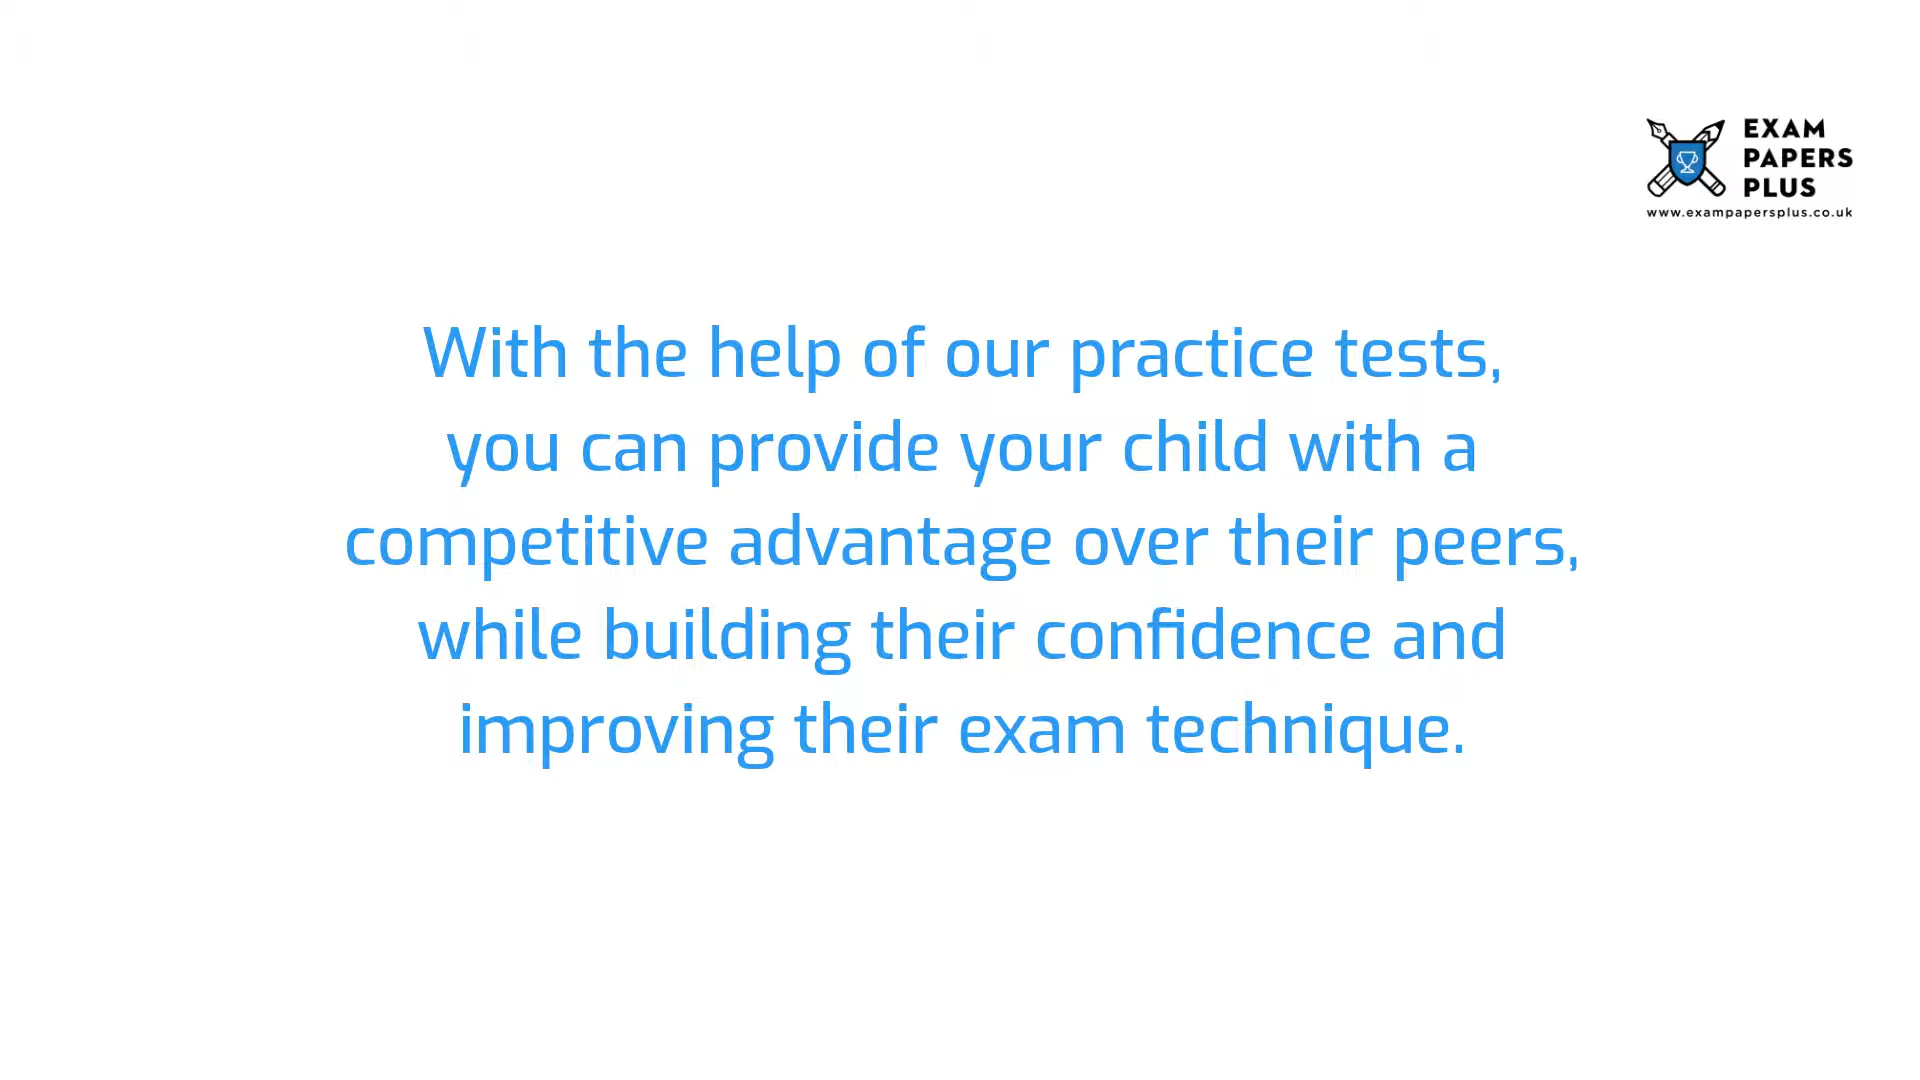 EXAM
PAPERS
PLUS
www.exampapersplus.co.uk
With the help of our practice tests,
you can provide your child with a
competitive advantage over their peers,
while building their confidence and
improving their exam technique.